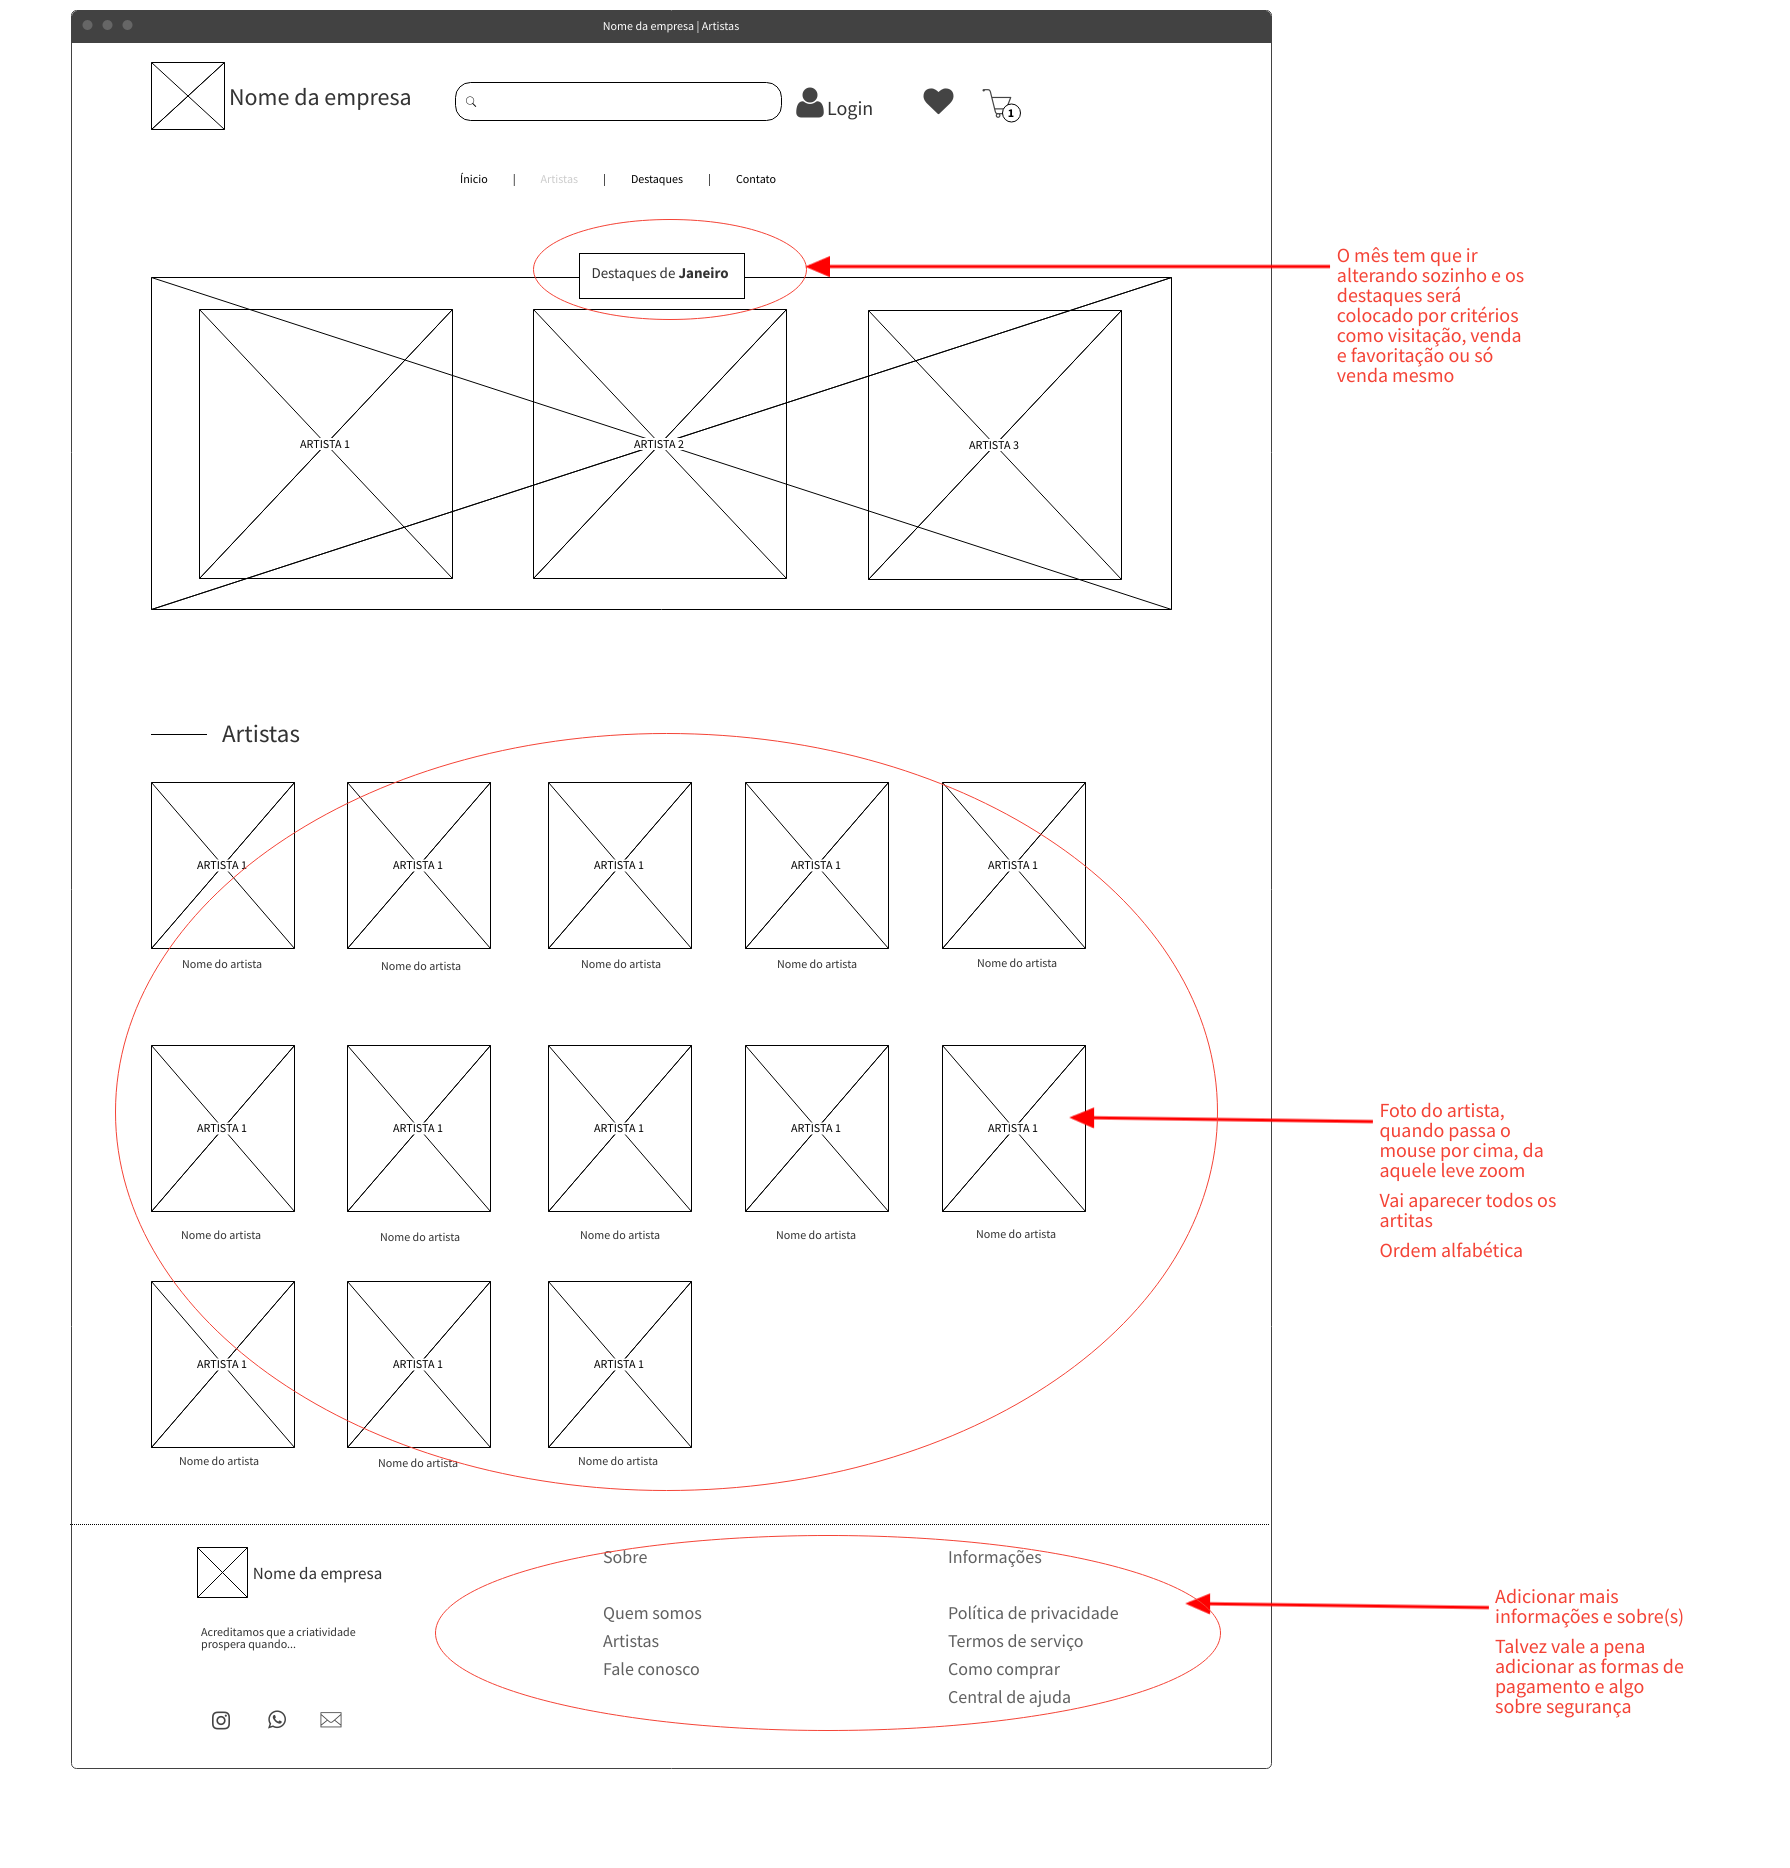 Nome da empresa | Artistas
Nome da empresa
Login
1
Ínicio | Artistas | Destaques | Contato
Destaques de Janeiro
O mês tem que ir
alterando sozinho e os
destaques será
colocado por critérios
como visitação, venda
e favoritação ou só
venda mesmo
ARTISTA 1
ARTISTA 2
ARTISTA 3
Artistas
ARTISTA 1
ARTISTA 1
ARTISTA 1
ARTISTA 1
ARTISTA 1
Nome do artista
Nome do artista
Nome do artista
Nome do artista
Nome do artista
ARTISTA 1
ARTISTA 1
ARTISTA 1
ARTISTA 1
ARTISTA 1
Nome do artista
Nome do artista
Nome do artista
Nome do artista
Nome do artista
Foto do artista,
quando passa o
mouse por cima, da
aquele leve zoom
Vai aparecer todos os
artitas
Ordem alfabética
ARTISTA 1
ARTISTA 1
ARTISTA 1
Nome do artista
Nome do artista
Nome do artista
Nome da empresa
Acreditamos que a criatividade
prospera quando...
Sobre
Quem somos
Artistas
Fale conosco
Informações
Política de privacidade
Termos de serviço
Como comprar
Central de ajuda
Adicionar mais
informações e sobre(s)
Talvez vale a pena
adicionar as formas de
pagamento e algo
sobre segurança